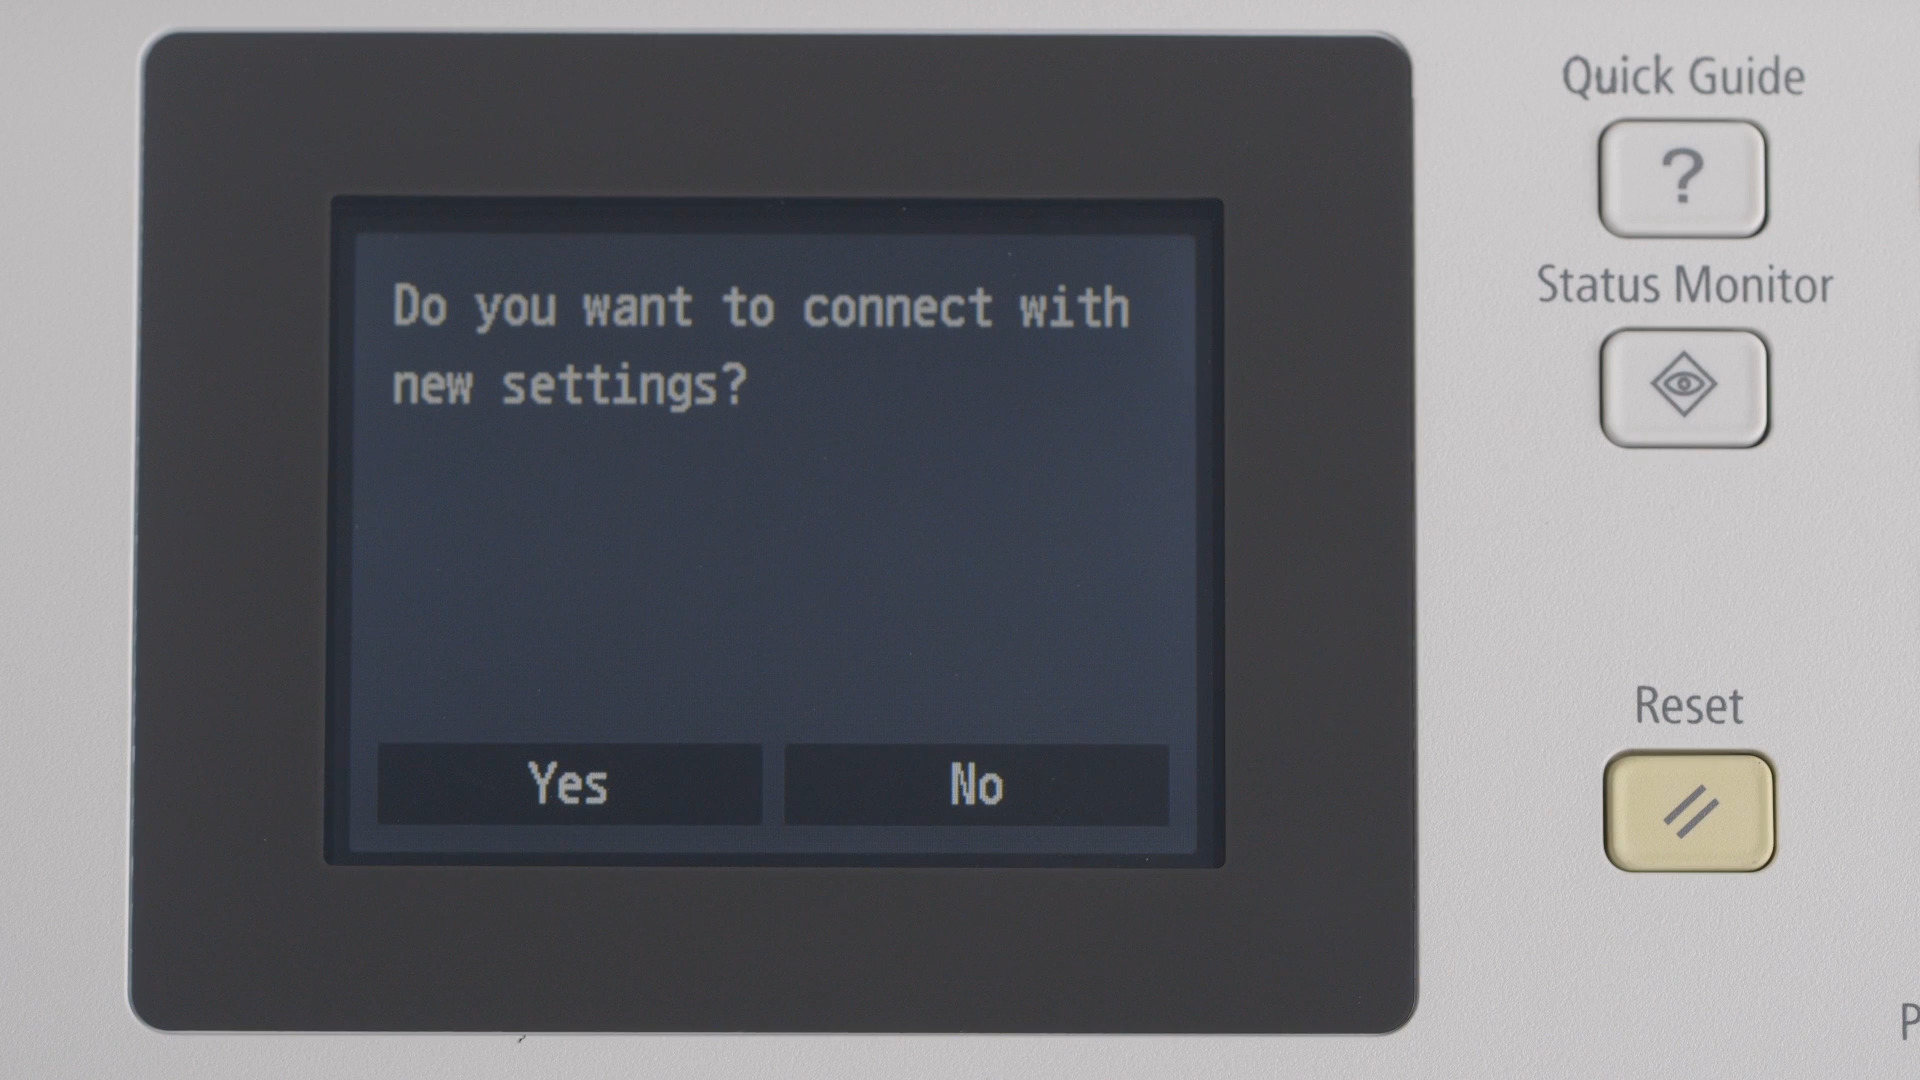 Quick Guide
?
Status Monitor
Do you want to connect with
new settings?
Reset
Yes
No
P